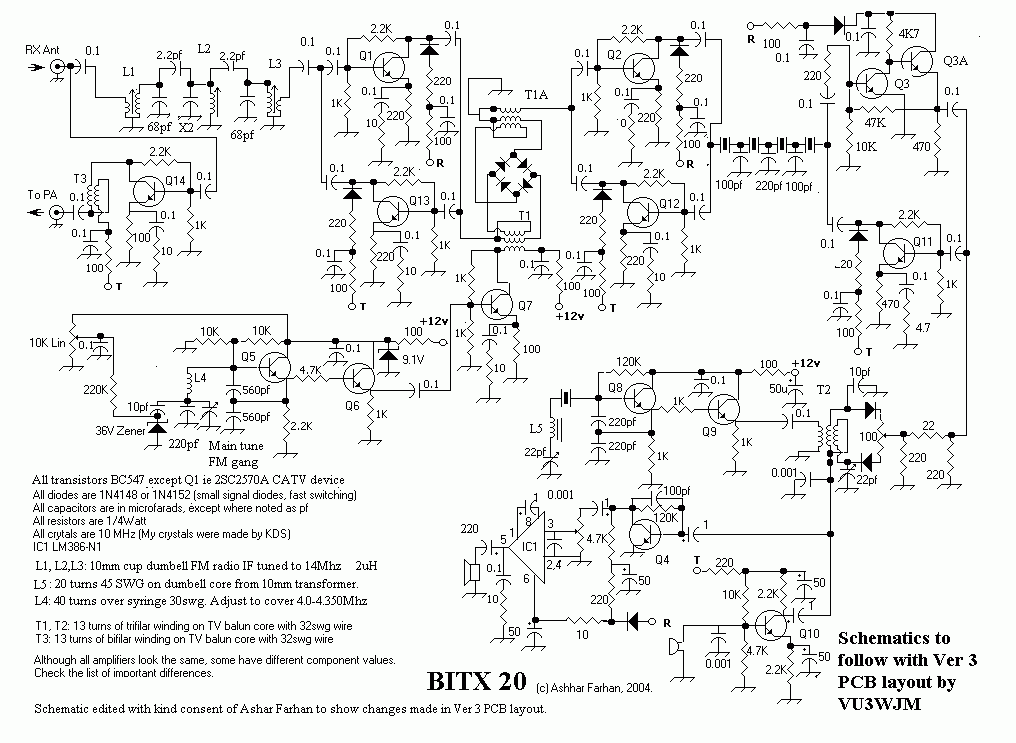 RX Ant
0.1
L1
2.2pf
L2
2.2pf
L3
0.1
0.1
68pf
X2
68pf
2.2K
Q1
0.1
1K
0.1
10
220
220
0.1
100
R
T1A
0.1
2.2K
Q2
0.1
1K
0.1
0
220
220
0.1
100
R
R
100
0.1
0.1
4K7
Q3A
Q3
220
0.1
47K
10K
470
0.1
100pf
220pf
100pf
2.2K
T3
Q14
0.1
To PA
0.1
0.1
100
T
100
0.1
10
1K
0.1
2.2K
0.1
Q13
220
0.1
100
T
220
0.1
10
1K
T1
0.1
100
+12v
0.1
2.2K
0.1
Q12
220
0.1
100
T
220
0.1
10
1K
0.1
2.2K
Q11
0.1
20
0.1
100
T
470
0.1
4.7
1K
1K
Q7
1K
0.1
10
100
+12v
100
9.1V
10K Lin
0.1
10K
10K
Q5
0.1
220K
L4
560pf
4.7K
Q6
0.1
10pf
560pf
1K
36V Zener
220pf
2.2K
Main tune
FM gang
120K
Q8
0.1
100
+12v
50u
T2
10pf
L5
1K
Q9
220pf
220pf
22pf
1K
1K
0.1
100
22
220
220
22pf
0.001
All transistors BC547 except Q1 ie 2SC2570A CATV device
All diodes are 1N4148 or 1N4152 (small signal diodes, fast switching)
All capacitors are in microfarads, except where noted as pf
All resistors are 1/4Watt
All crytals are 10 MHz (My crystals were made by KDS)
IC1 LM386-N1
L1, L2,L3: 10mm cup dumbell FM radio IF tuned to 14Mhz 2uH
L5 : 20 turns 45 SWG on dumbell core from 10mm transformer.
L4: 40 turns over syringe 30swg. Adjust to cover 4.0-4.350Mhz
T1, T2: 13 turns of trifilar winding on TV balun core with 32swg wire
T3: 13 turns of bifilar winding on TV balun core with 32swg wire
Although all amplifiers look the same, some have different component values.
Check the list of important differences.
Schematic edited with kind consent of Ashar Farhan to show changes made in Ver 3 PCB layout.
220
5
0.1
10
50
1
8
IC1
6
3
2,4
0.001
4.7K
1
120K
100pf
Q4
1
50
220
10
R
T
220
50
10K
2.2K
1
Q10
0.001
4.7K
2.2K
50
BITX 20 (c) Ashhar Farhan, 2004.
Schematics to
follow with Ver 3
PCB layout by
VU3WJM